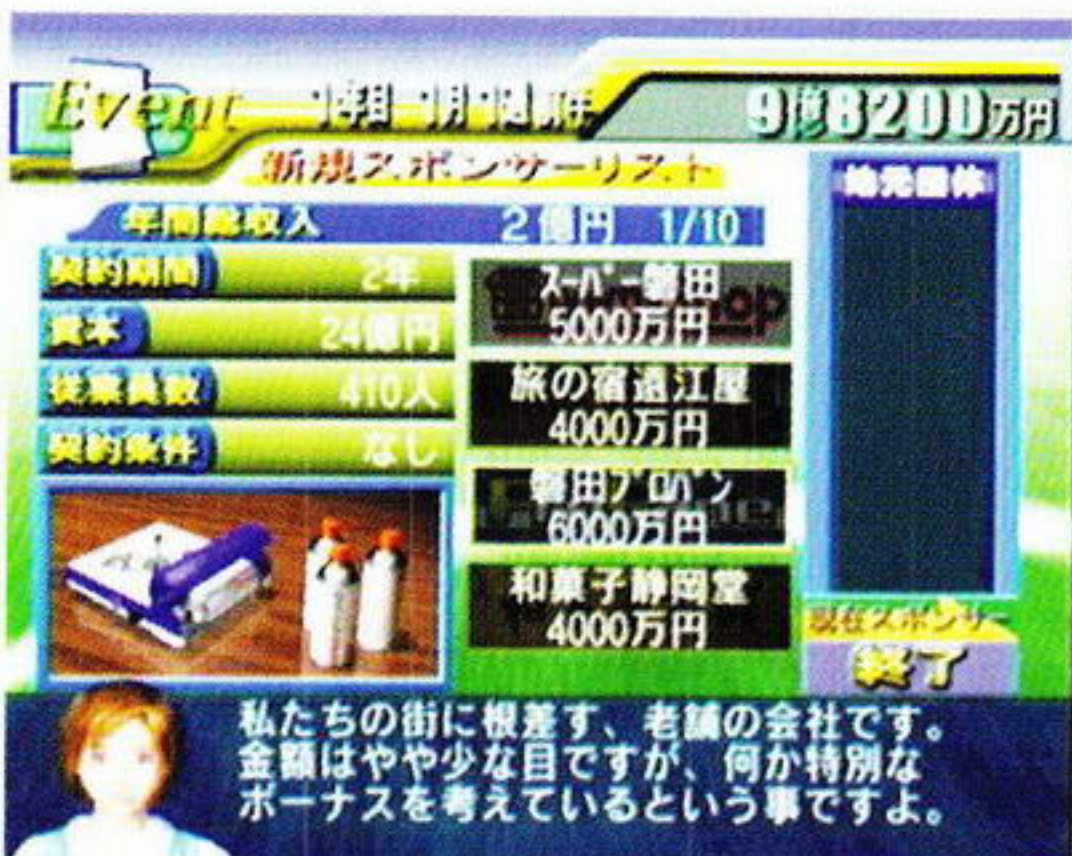 Event 1年目 1月1週
9億8200万円
新規スポンサーリスト
地元団体
年間総収入 2億円 1/10
契約期間 2年
資本 24億円
従業員数 410人
契約条件 なし
スーパー磐田
5000万円
旅の宿遠江屋
4000万円
磐田プロパン
6000万円
和菓子静岡堂
4000万円
現在スポンサー
終了
私たちの街に根差す、老舗の会社です。
金額はやや少な目ですが、何か特別な
ボーナスを考えているという事ですよ。